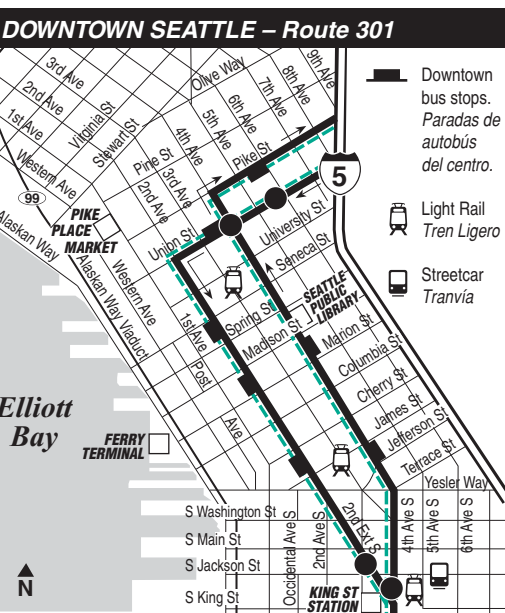 DOWNTOWN SEATTLE – Route 301
3rd Ave
2nd Ave
1st Ave
Western Ave
Virginia St
Stewart St
Olive Way
9th Ave
8th Ave
7th Ave
6th Ave
5th Ave
4th Ave
3rd Ave
2nd Ave
Pine St
Pike St
99
Alaskan Way
PIKE
PLACE
MARKET
Union St
University St
Seneca St
5
Alaskan Way Viaduct
Western Ave
1st Ave
Post
Ave
Spring St
Madison St
SEATTLE
PUBLIC
LIBRARY
Marion St
Columbia St
Cherry St
James St
Jefferson St
Terrace St
Yesler Way
Elliott
Bay
FERRY
TERMINAL
S Washington St
S Main St
S Jackson St
S King St
Occidental Ave S
2nd Ave S
2nd Ext S
4th Ave S
5th Ave S
6th Ave S
KING ST
STATION
N
Downtown
bus stops.
Paradas de
autobús
del centro.
Light Rail
Tren Ligero
Streetcar
Tranvía